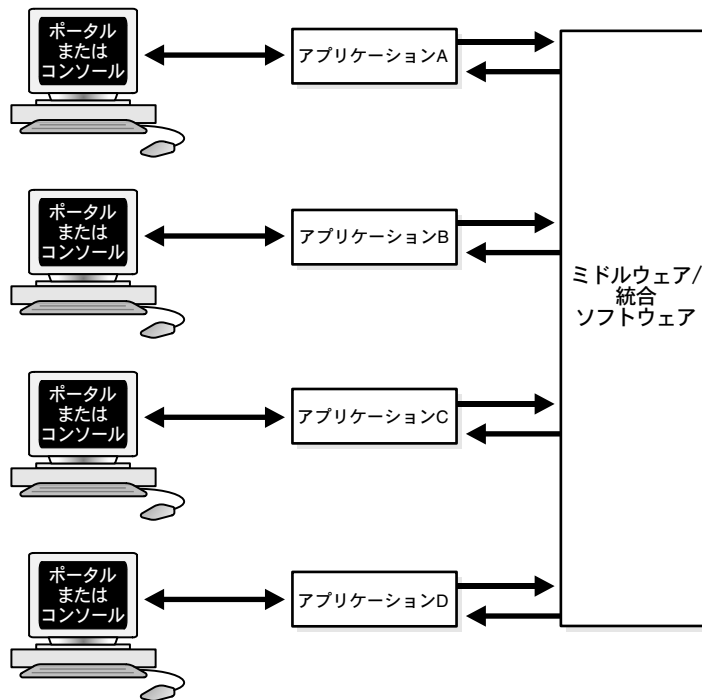 ポータル
または
コンソール
アプリケーションA
ポータル
または
コンソール
アプリケーションB
ミドルウェア/
統合
ソフトウェア
ポータル
または
コンソール
アプリケーションC
ポータル
または
コンソール
アプリケーションD